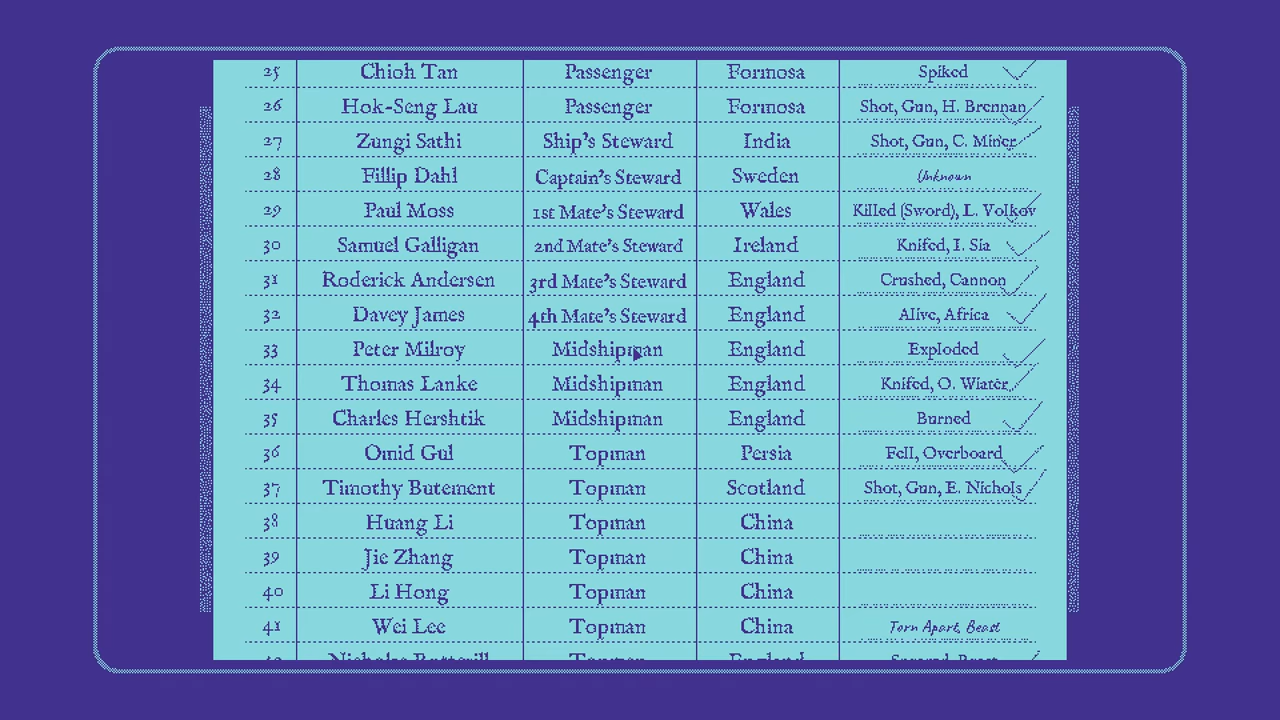 25 Chioh Tan Passenger Formosa Spiked
26 Hok-Seng Lau Passenger Formosa Shot, Gun, H. Brennan
27 Zungi Sathi Ship's Steward India Shot, Gun, C. Miner
28 Fillip Dahl Captain's Steward Sweden Unknown
29 Paul Moss 1st Mate's Steward Wales Killed (Sword), L. Volkov
30 Samuel Galligan 2nd Mate's Steward Ireland Knifed, I. Sia
31 Roderick Andersen 3rd Mate's Steward England Crushed, Cannon
32 Davey James 4th Mate's Steward England Alive, Africa
33 Peter Milroy Midshipman England Exploded
34 Thomas Lanke Midshipman England Knifed, O. Wiater
35 Charles Hershtik Midshipman England Burned
36 Omid Gul Topman Persia Fell, Overboard
37 Timothy Butement Topman Scotland Shot, Gun, E. Nichols
38 Huang Li Topman China
39 Jie Zhang Topman China
40 Li Hong Topman China
41 Wei Lee Topman China Torn Apart, Beast